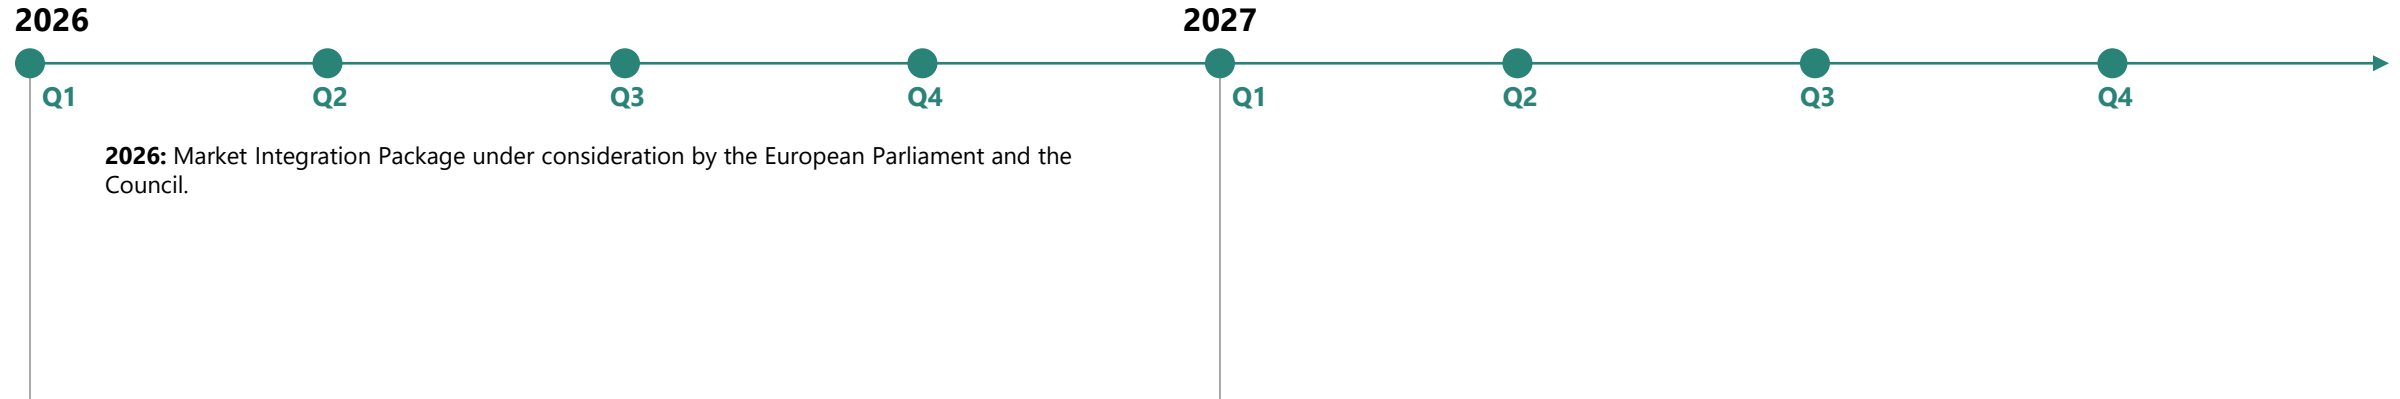 2026 2027
Q1 Q2 Q3 Q4 Q1 Q2 Q3 Q4
2026: Market Integration Package under consideration by the European Parliament and the
Council.